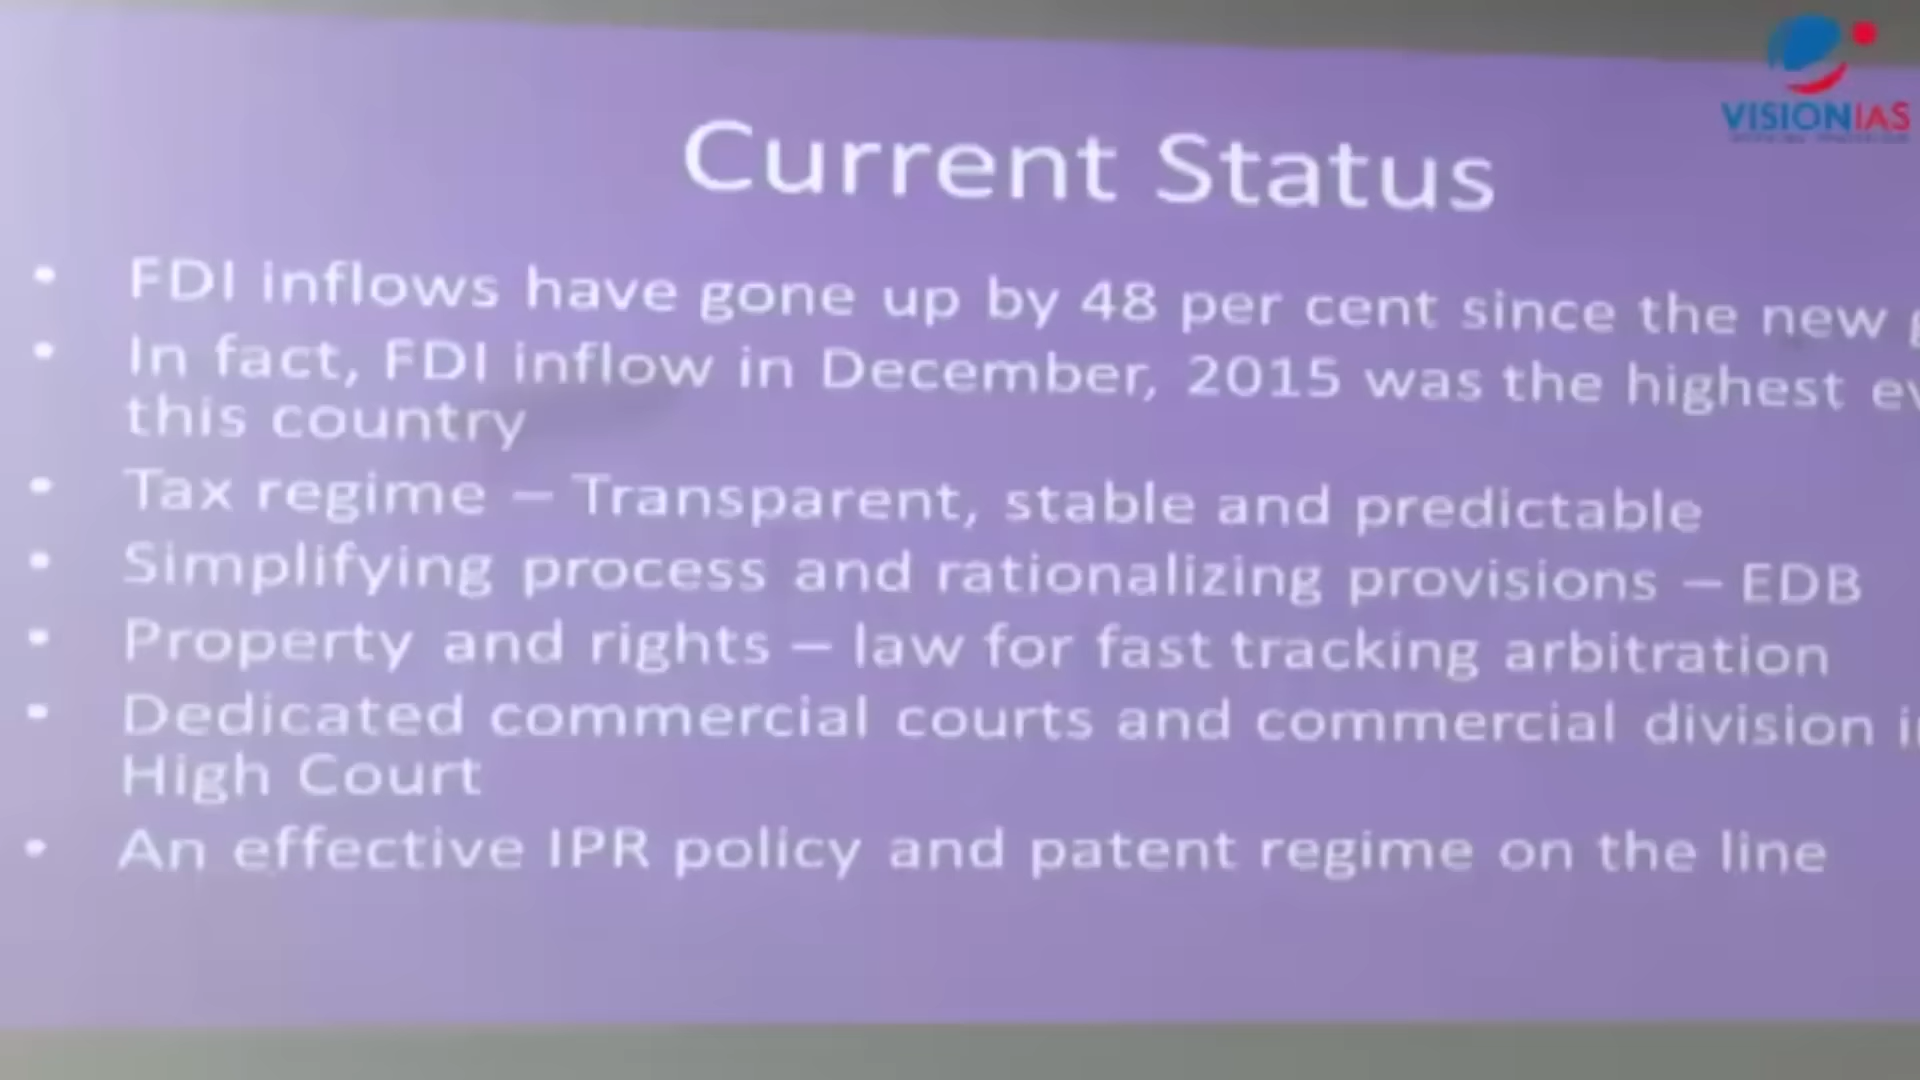 VISIONIAS
Current Status
• FDI inflows have gone up by 48 per cent since the new
• In fact, FDI inflow in December, 2015 was the highest
this country
• Tax regime – Transparent, stable and predictable
• Simplifying process and rationalizing provisions – EDB
• Property and rights – law for fast tracking arbitration
• Dedicated commercial courts and commercial division
High Court
• An effective IPR policy and patent regime on the line